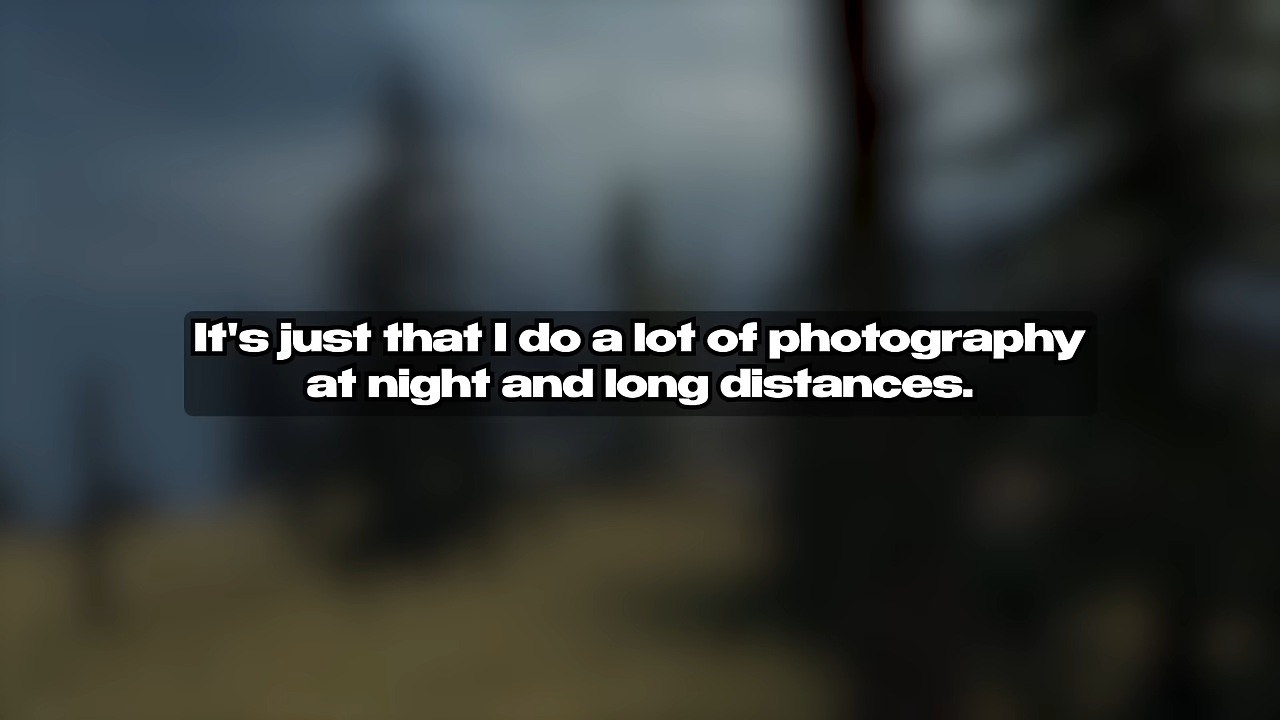 It's just that I do a lot of photography
at night and long distances.